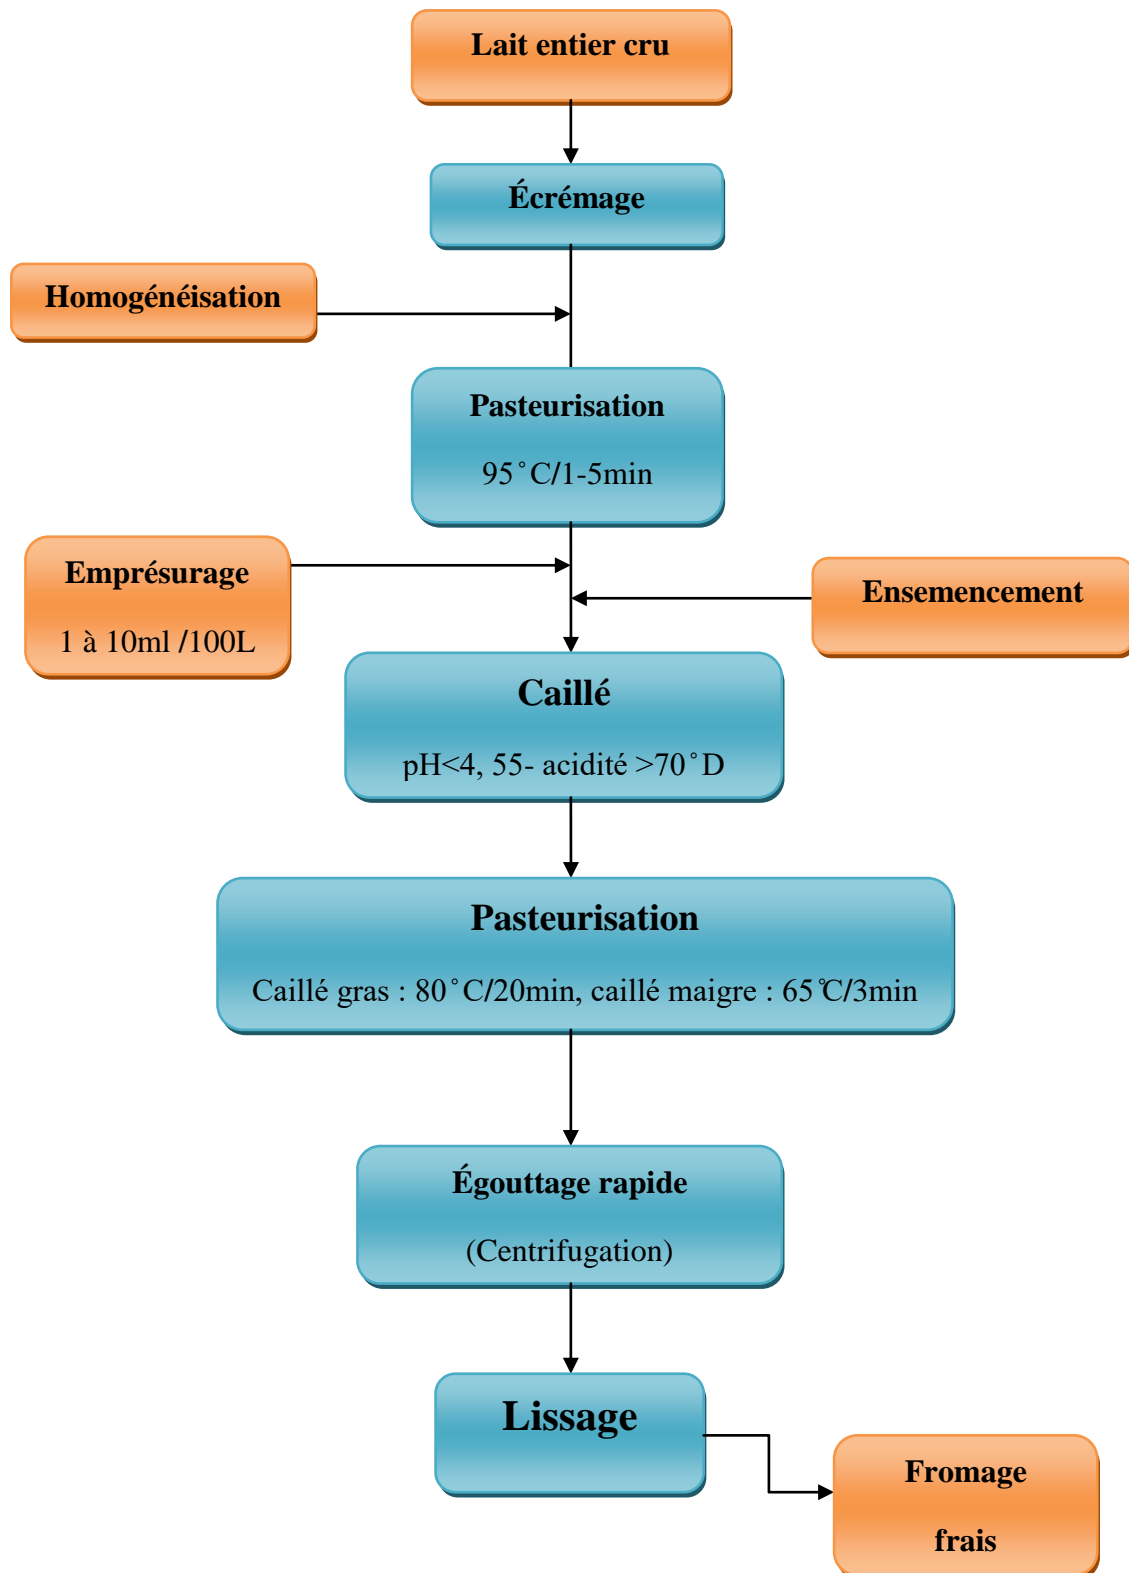 Lait entier cru
Écrémage
Homogénéisation
Pasteurisation
95°C/1-5min
Emprésurage
1 à 10ml /100L
Ensemencement
Caillé
pH<4, 55- acidité >70°D
Pasteurisation
Caillé gras : 80°C/20min, caillé maigre : 65°C/3min
Égouttage rapide
(Centrifugation)
Lissage
Fromage
frais